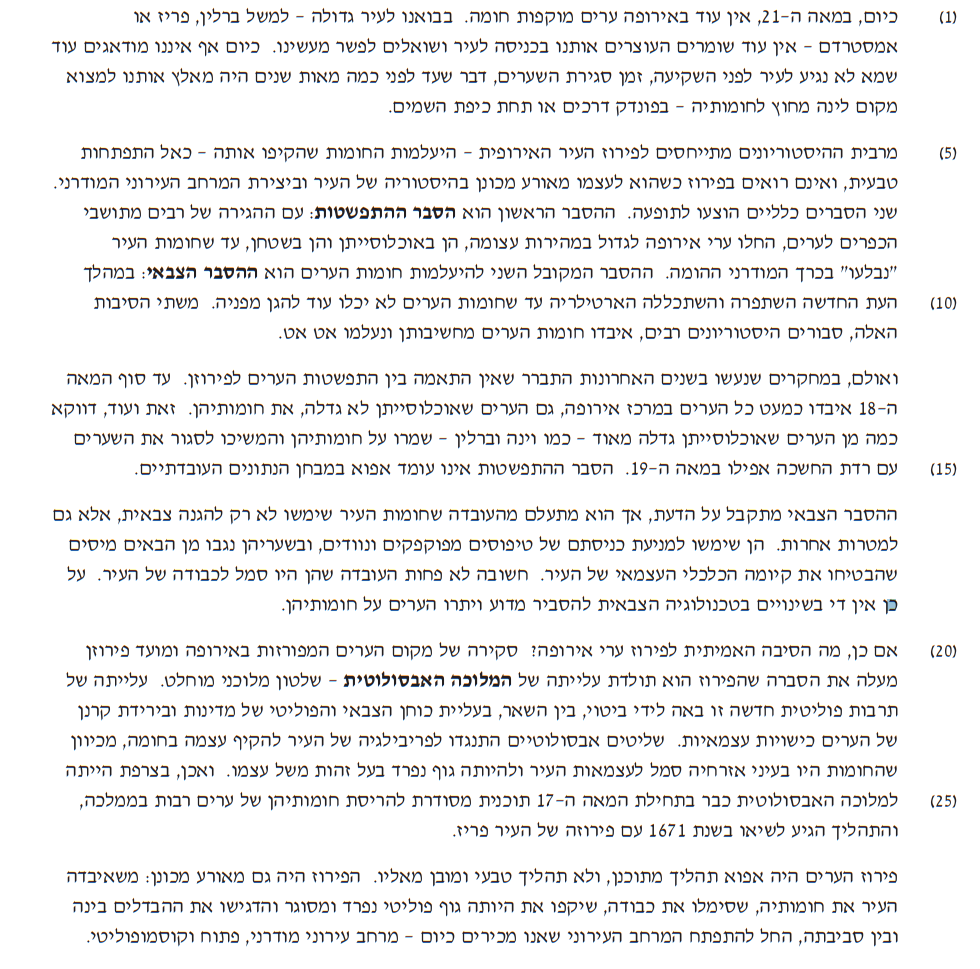 (1) כיום, במאה ה-21, אין עוד באירופה ערים מוקפות חומה. בבואנו לעיר גדולה - למשל ברלין, פריז או
אמסטרדם - אין עוד שומרים העוצרים אותנו בכניסה לעיר ושואלים לפשר מעשינו. כיום אף איננו מודאגים עוד
שמא לא נגיע לעיר לפני השקיעה, זמן סגירת השערים, דבר שעד לפני כמה מאות שנים היה מאלץ אותנו למצוא
מקום לינה מחוץ לחומותיה - בפונדק דרכים או תחת כיפת השמים.
(5) מרבית ההיסטוריונים מתייחסים לפירוז העיר האירופית - היעלמות החומות שהקיפו אותה - כאל התפתחות
טבעית, ואינם רואים בפירוז כשהוא לעצמו מאורע מכונן בהיסטוריה של העיר וביצירת המרחב העירוני המודרני.
שני הסברים כלליים הוצעו לתופעה. ההסבר הראשון הוא הסבר ההתפשטות: עם ההגירה של רבים מתושבי
הכפרים לערים, החלו ערי אירופה לגדול במהירות עצומה, הן באוכלוסייתן והן בשטחן, עד שחומות העיר
"נבלעו" בכרך המודרני ההומה. ההסבר המקובל השני להיעלמות חומות הערים הוא ההסבר הצבאי: במהלך
(10) העת החדשה השתפרה והשתכללה הארטילריה עד שחומות הערים לא יכלו עוד להגן מפניה. משתי הסיבות
האלה, סבורים היסטוריונים רבים, איבדו חומות הערים מחשיבותן ונעלמו אט אט.
ואולם, במחקרים שנעשו בשנים האחרונות התברר שאין התאמה בין התפשטות הערים לפירוזן. עד סוף המאה
ה-18 איבדו כמעט כל הערים במרכז אירופה, גם הערים שאוכלוסייתן לא גדלה, את חומותיהן. זאת ועוד, דווקא
כמה מן הערים שאוכלוסייתן גדלה מאוד - כמו וינה וברלין - שמרו על חומותיהן והמשיכו לסגור את השערים
(15) עם רדת החשכה אפילו במאה ה-19. הסבר ההתפשטות אינו עומד אפוא במבחן הנתונים העובדתיים.
ההסבר הצבאי מתקבל על הדעת, אך הוא מתעלם מהעובדה שחומות העיר שימשו לא רק להגנה צבאית, אלא גם
למטרות אחרות. הן שימשו למניעת כניסתם של טיפוסים מפוקפקים ונוודים, ובשעריהן נגבו מן הבאים מיסים
שהבטיחו את קיומה הכלכלי העצמאי של העיר. חשובה לא פחות העובדה שהן היו סמל לכבודה של העיר. על
כן אין די בשינויים בטכנולוגיה הצבאית להסביר מדוע ויתרו הערים על חומותיהן.
(20) אם כן, מה הסיבה האמיתית לפירוז ערי אירופה? סקירה של מקום הערים המפורזות באירופה ומועד פירוזן
מעלה את הסברה שהפירוז הוא תולדת עלייתה של המלוכה האבסולוטית - שלטון מלוכני מוחלט. עלייתה של
תרבות פוליטית חדשה זו באה לידי ביטוי, בין השאר, בעליית כוחן הצבאי והפוליטי של מדינות ובירידת קרנן
של הערים כישויות עצמאיות. שליטים אבסולוטיים התנגדו לפריבילגיה של העיר להקיף עצמה בחומה, מכיוון
שהחומות היו בעיני אזרחיה סמל לעצמאות העיר ולהיותה גוף נפרד בעל זהות משל עצמו. ואכן, בצרפת הייתה
(25) למלוכה האבסולוטית כבר בתחילת המאה ה-17 תוכנית מסודרת להריסת חומותיהן של ערים רבות בממלכה,
והתהליך הגיע לשיאו בשנת 1671 עם פירוזה של העיר פריז.
פירוז הערים היה אפוא תהליך מתוכנן, ולא תהליך טבעי ומובן מאליו. הפירוז היה גם מאורע מכונן: משאיבדה
העיר את חומותיה, שסימלו את כבודה, שיקפו את היותה גוף פוליטי נפרד ומסוגר והדגישו את ההבדלים בינה
ובין סביבתה, החל להתפתח המרחב העירוני שאנו מכירים כיום - מרחב עירוני מודרני, פתוח וקוסמופוליטי.